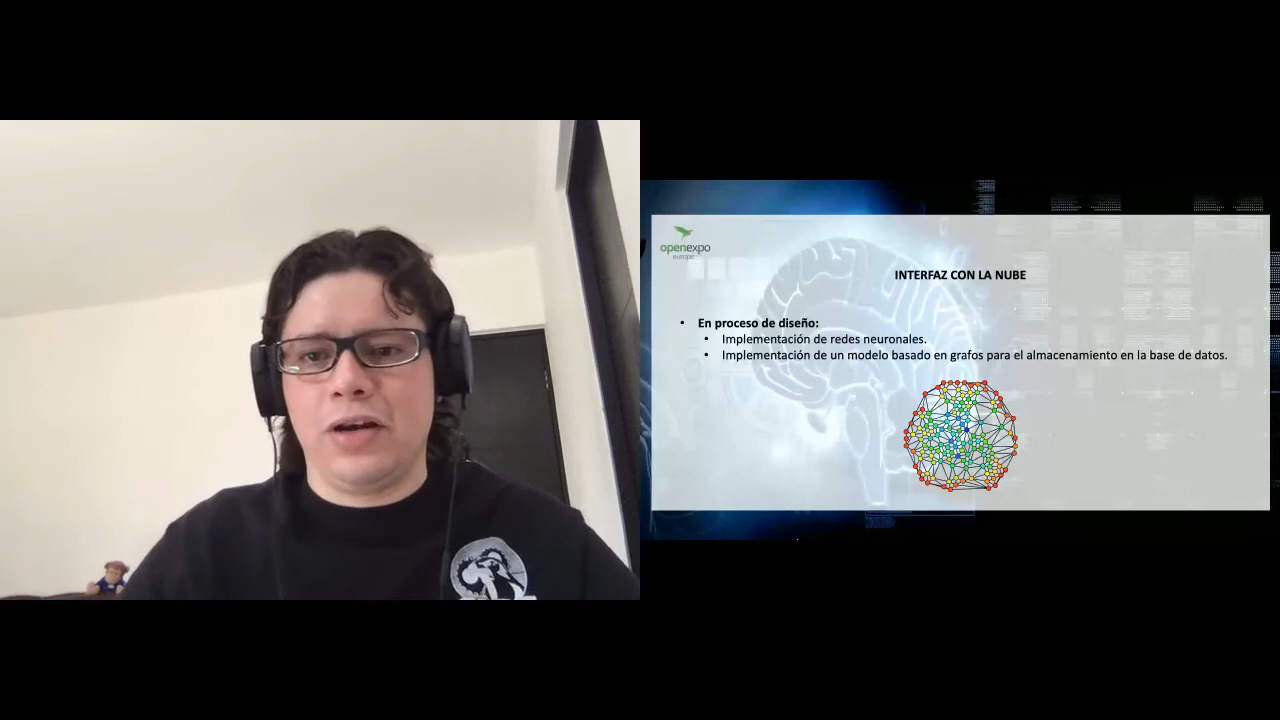 openexpo
europe
INTERFAZ CON LA NUBE
• En proceso de diseño:
• Implementación de redes neuronales.
• Implementación de un modelo basado en grafos para el almacenamiento en la base de datos.